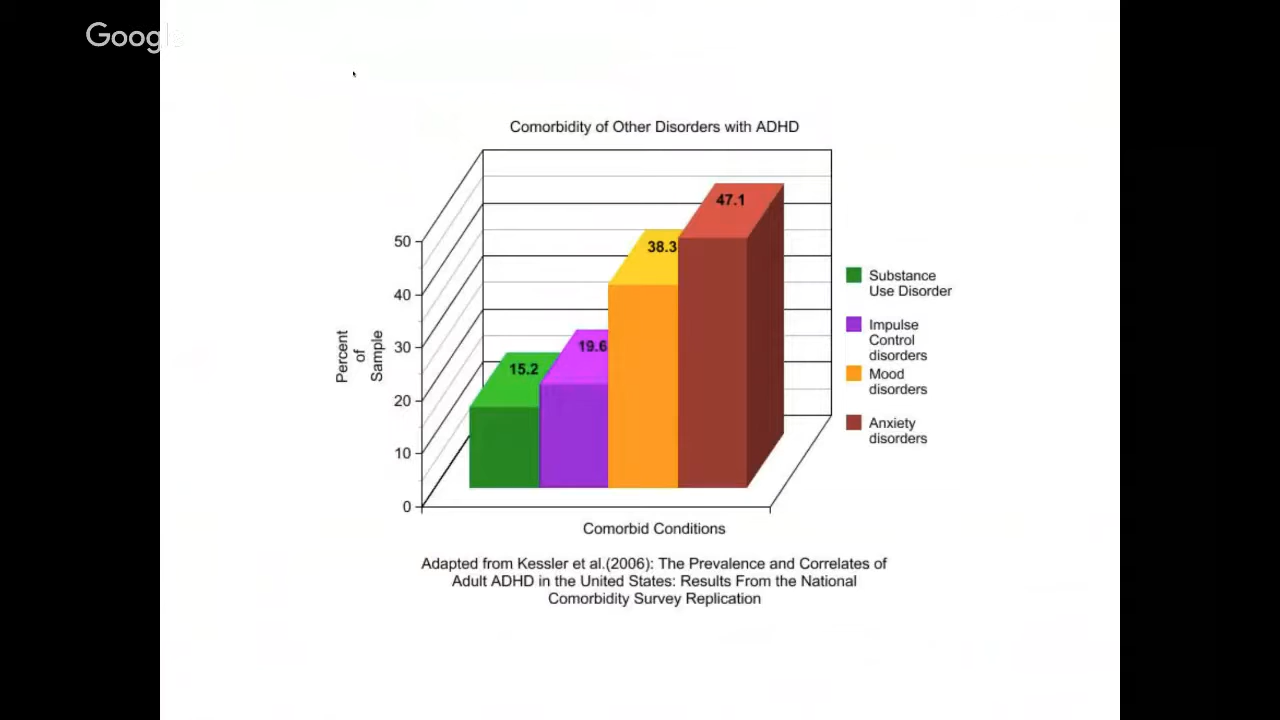 Google
Comorbidity of Other Disorders with ADHD
47.1
38.3
19.6
15.2
50
40
30
20
10
0
Percent
of
Sample
Substance
Use Disorder
Impulse
Control
disorders
Mood
disorders
Anxiety
disorders
Comorbid Conditions
Adapted from Kessler et al.(2006): The Prevalence and Correlates of
Adult ADHD in the United States: Results From the National
Comorbidity Survey Replication